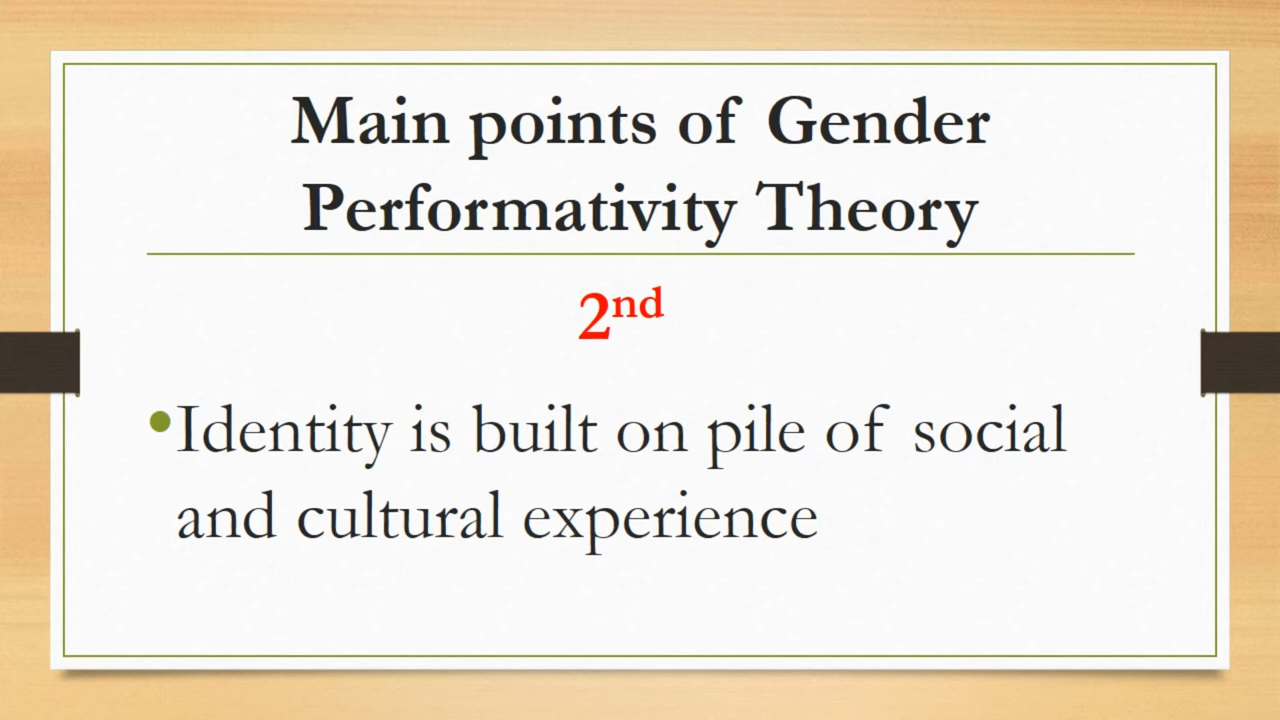 Main points of Gender
Performativity Theory
2nd
•Identity is built on pile of social
and cultural experience